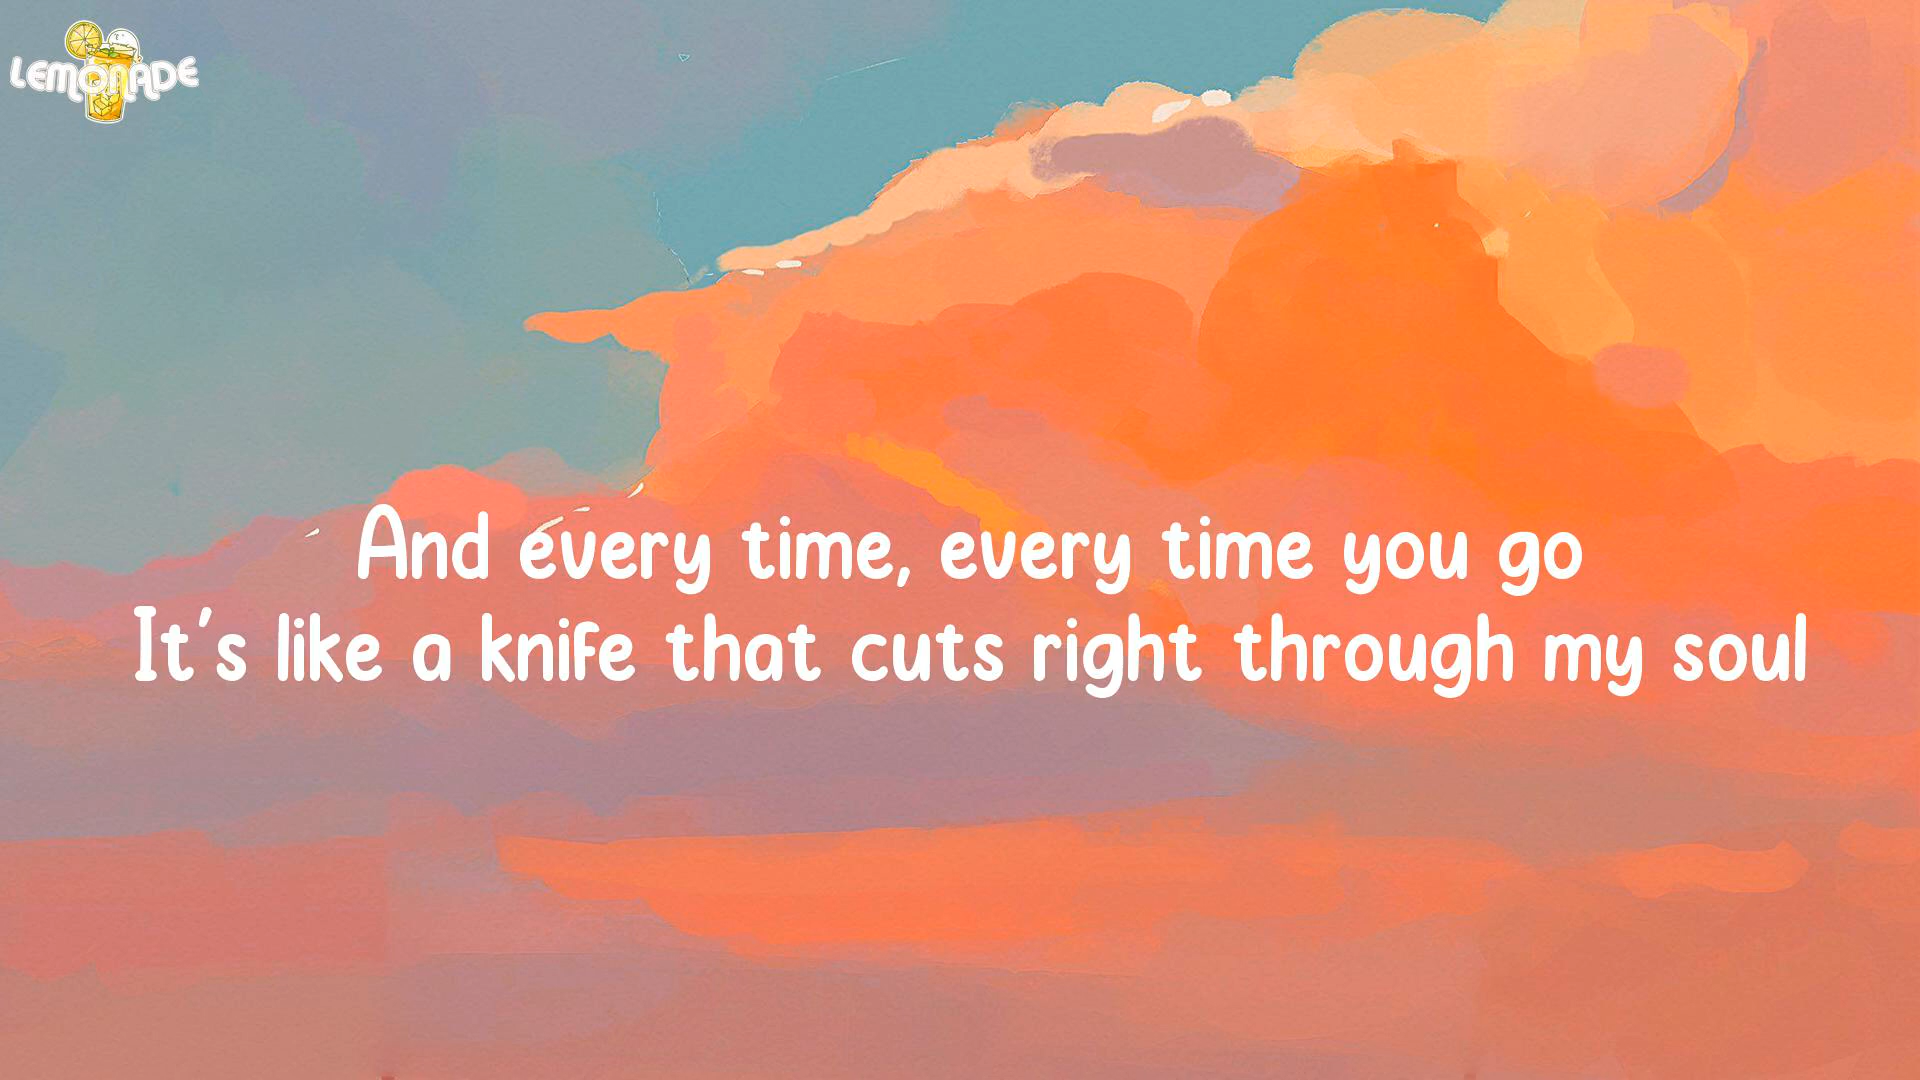 LEMONADE
And every time, every time you go
It's like a knife that cuts right through my soul